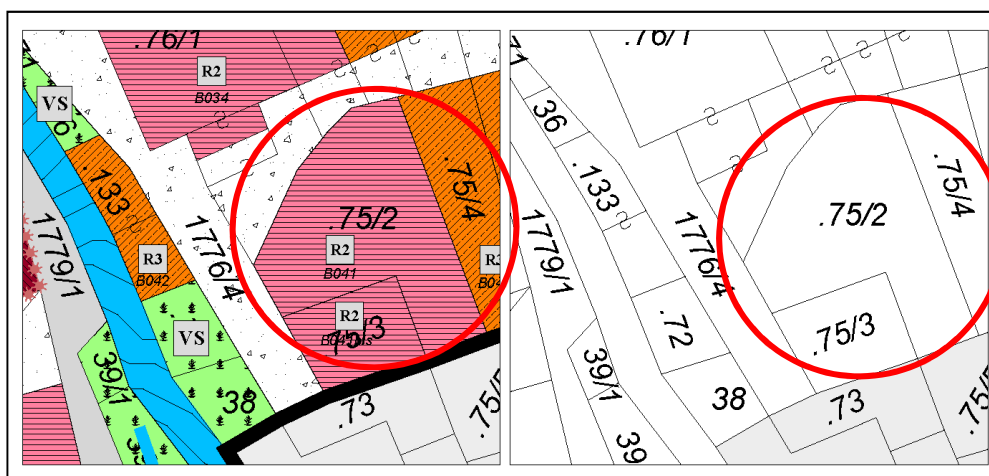 .76/1
R2
B034
VS
.133
R3
B042
1779/1
1776/4
.75/2
.75/4
R2
B041
R2
.75/3
VS
39/1
38
.73
.76/1
36
.133
1779/1
1776/4
.75/2
.75/4
.72
.75/3
39/1
38
.73
39